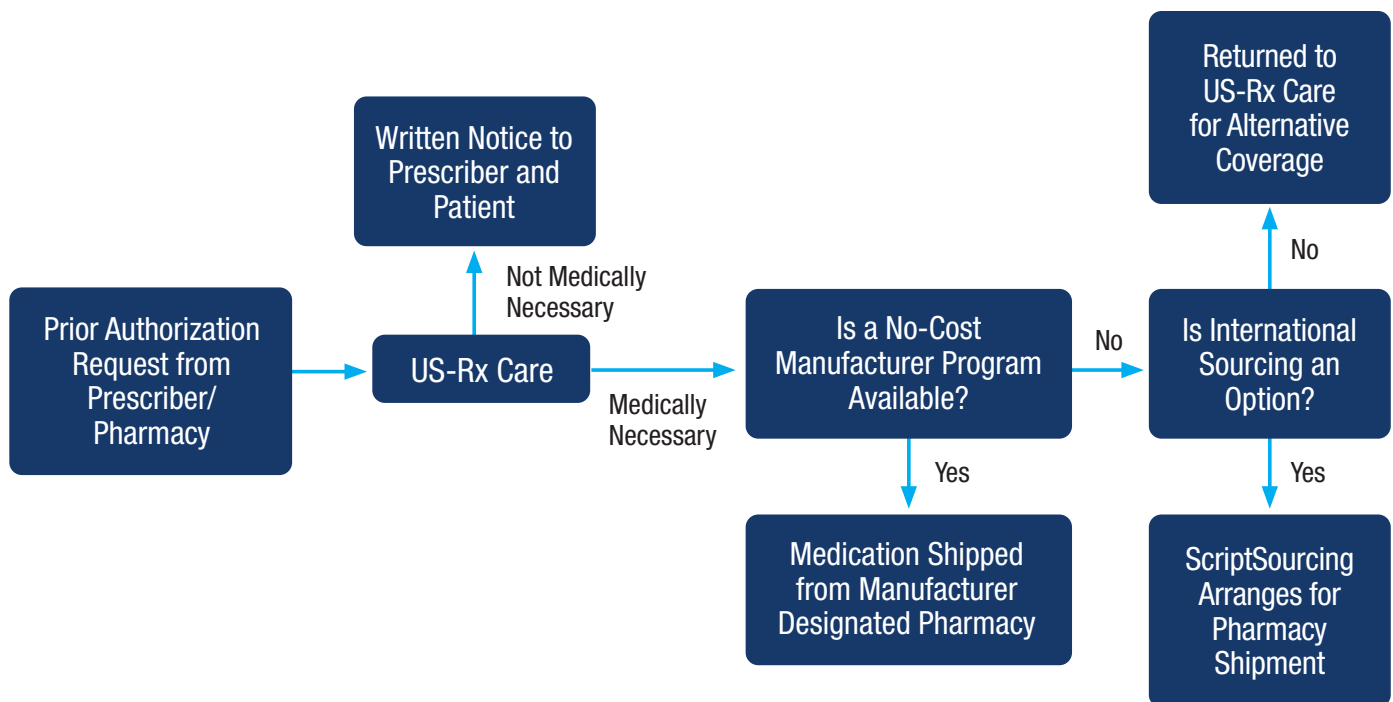 Prior Authorization
Request from
Prescriber/
Pharmacy
US-Rx Care
Not Medically
Necessary
Written Notice to
Prescriber and
Patient
Medically
Necessary
Is a No-Cost
Manufacturer Program
Available?
Yes
Medication Shipped
from Manufacturer
Designated Pharmacy
No
Is International
Sourcing an
Option?
No
Returned to
US-Rx Care
for Alternative
Coverage
Yes
ScriptSourcing
Arranges for
Pharmacy
Shipment